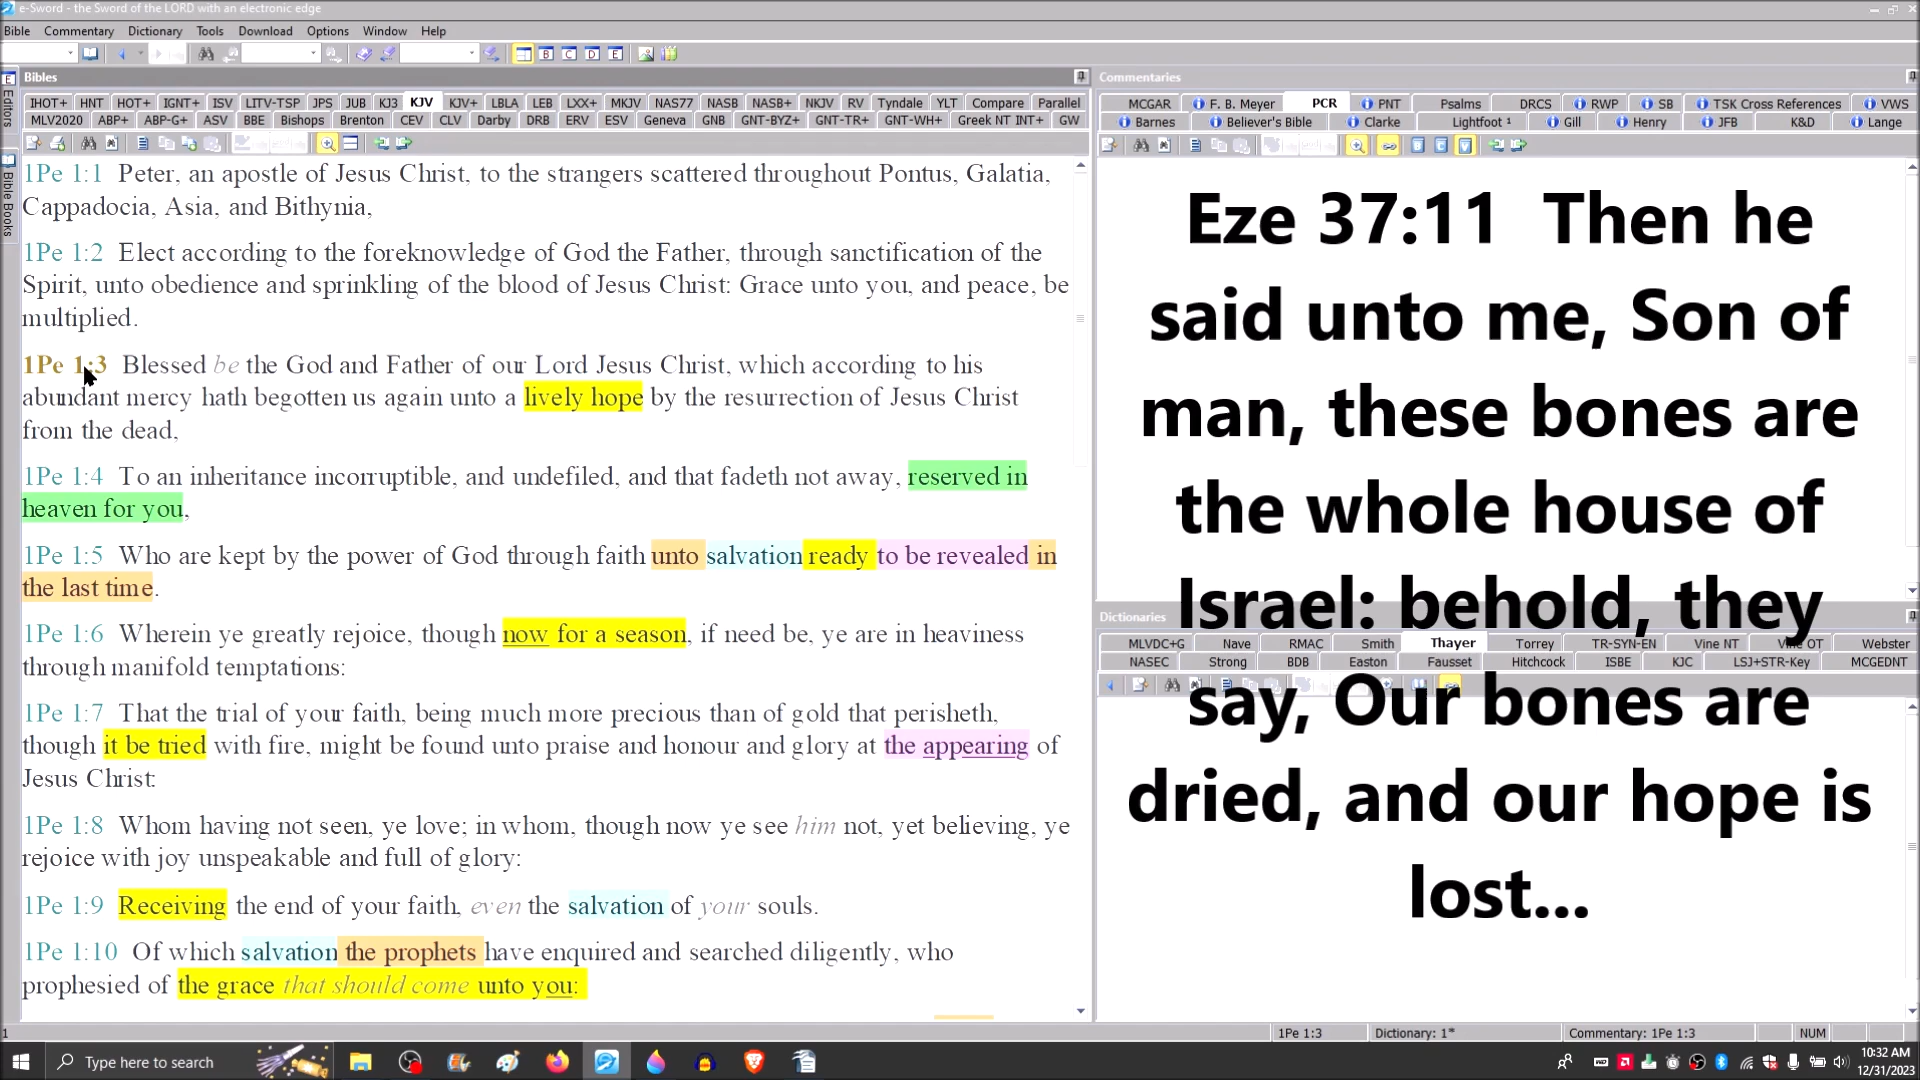 e-Sword - the Sword of the LORD with an electronic edge
Bible Commentary Dictionary Tools Download Options Window Help
B C D E
Bibles
IHOT+ HNT HOT+ IGNT+ ISV LITV-TSP JPS JUB KJ3 KJV KJV+ LBLA LEB LXX+ MKJV NAS77 NASB NASB+ NKJV RV Tyndale YLT Compare Parallel
MLV2020 ABP+ ABP-G+ ASV BBE Bishops Brenton CEV CLV Darby DRB ERV ESV Geneva GNB GNT-BYZ+ GNT-TR+ GNT-WH+ Greek NT INT+ GW
E Editors
Bible Books
1Pe 1:1 Peter, an apostle of Jesus Christ, to the strangers scattered throughout Pontus, Galatia,
Cappadocia, Asia, and Bithynia,
1Pe 1:2 Elect according to the foreknowledge of God the Father, through sanctification of the
Spirit, unto obedience and sprinkling of the blood of Jesus Christ: Grace unto you, and peace, be
multiplied.
1Pe 1:3 Blessed be the God and Father of our Lord Jesus Christ, which according to his
abundant mercy hath begotten us again unto a lively hope by the resurrection of Jesus Christ
from the dead,
1Pe 1:4 To an inheritance incorruptible, and undefiled, and that fadeth not away, reserved in
heaven for you,
1Pe 1:5 Who are kept by the power of God through faith unto salvation ready to be revealed in
the last time.
1Pe 1:6 Wherein ye greatly rejoice, though now for a season, if need be, ye are in heaviness
through manifold temptations:
1Pe 1:7 That the trial of your faith, being much more precious than of gold that perisheth,
though it be tried with fire, might be found unto praise and honour and glory at the appearing of
Jesus Christ:
1Pe 1:8 Whom having not seen, ye love; in whom, though now ye see him not, yet believing, ye
rejoice with joy unspeakable and full of glory:
1Pe 1:9 Receiving the end of your faith, even the salvation of your souls.
1Pe 1:10 Of which salvation the prophets have enquired and searched diligently, who
prophesied of the grace that should come unto you:
Commentaries
MCGAR F. B. Meyer PCR PNT Psalms DRCS RWP SB TSK Cross References VWS
Barnes Believer's Bible Clarke Lightfoot ¹ Gill Henry JFB K&D Lange
Eze 37:11 Then he
said unto me, Son of
man, these bones are
the whole house of
Israel: behold, they
say, Our bones are
dried, and our hope is
lost...
Dictionaries
MLVDC+G Nave RMAC Smith Thayer Torrey TR-SYN-EN Vine NT Vine OT Webster
NASEC Strong BDB Easton Fausset Hitchcock ISBE KJC LSJ+STR-Key MCGEDNT
1 1Pe 1:3 Dictionary: 1* Commentary: 1Pe 1:3 NUM
Type here to search
10:32 AM
12/31/2023